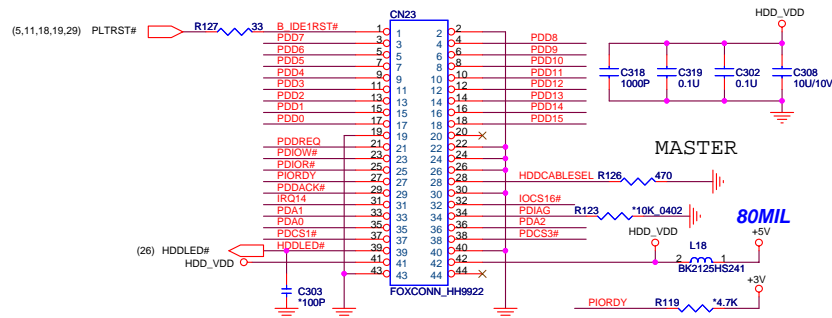 CN23
HDD_VDD
(5,11,18,19,29) PLTRST# R127 33 B_IDE1RST# 1 2
PDD7 3 4 PDD8
PDD6 5 6 PDD9
PDD5 7 8 PDD10
PDD4 9 10 PDD11
PDD3 11 12 PDD12
PDD2 13 14 PDD13
PDD1 15 16 PDD14
PDD0 17 18 PDD15
C318 1000P
C319 0.1U
C302 0.1U
C308 10U/10V
19 20
PDDREQ 21 22
PDIOW# 23 24
PDIOR# 25 26
PIORDY 27 28 HDDCABLESEL R126 470
MASTER
PDDACK# 29 30
IRQ14 31 32 IOCS16#
PDA1 33 34 PDIAG R123 *10K_0402
PDA0 35 36 PDA2
PDCS1# 37 38 PDCS3#
80MIL
(26) HDDLED# HDDLED# 39 40
HDD_VDD 41 42 HDD_VDD 2 L18 1 +5V
BK2125HS241
43 44
C303 *100P
FOXCONN_HH9922
+3V
PIORDY R119 *4.7K